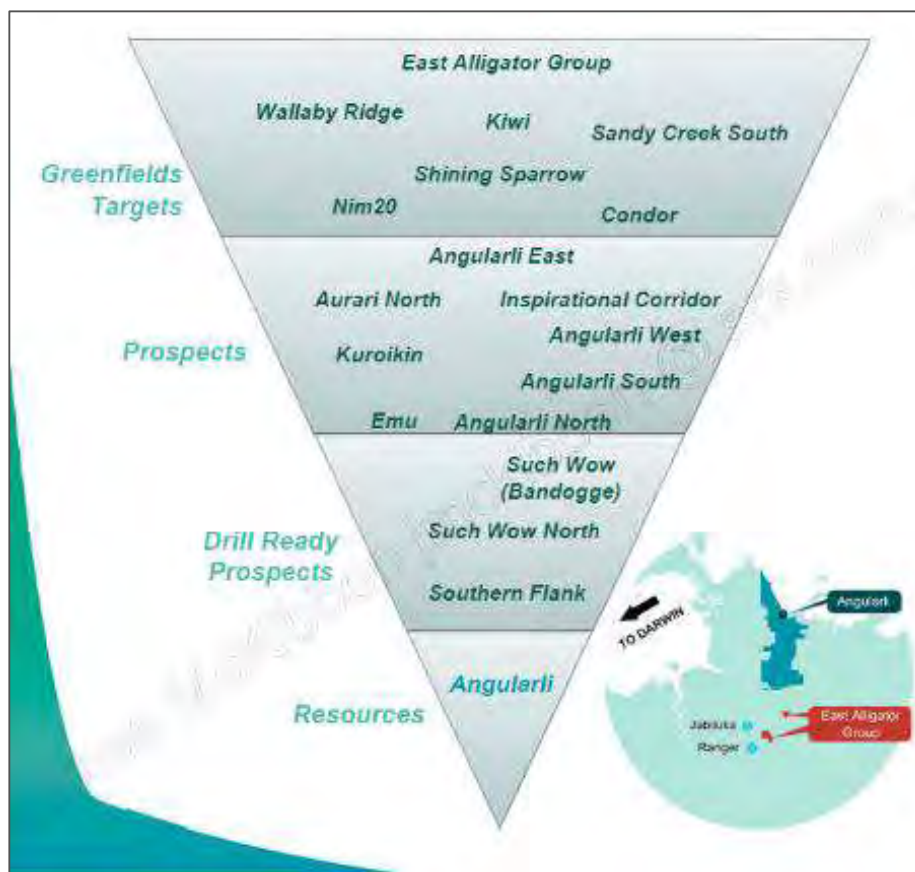 East Alligator Group
Wallaby Ridge
Kiwi
Sandy Creek South
Greenfields
Targets
Shining Sparrow
Nim20
Condor
Angularli East
Aurari North
Inspirational Corridor
Prospects
Angularli West
Kuroikin
Angularli South
Emu
Angularli North
Such Wow
(Bandogge)
Drill Ready
Prospects
Such Wow North
Southern Flank
Resources
Angularli
TO DARWIN
Angularli
Jabiluka
Ranger
East Alligator
Group